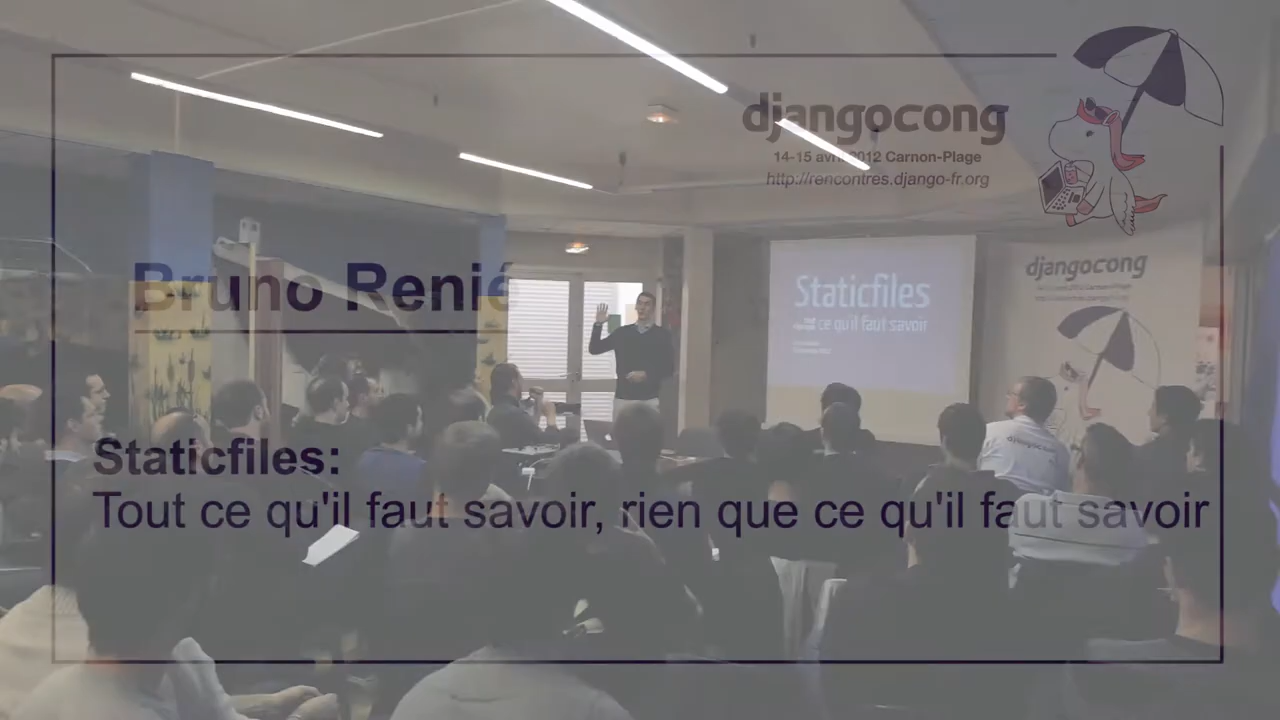 djangocong
14-15 avril 2012 Carnon-Plage
http://rencontres.django-fr.org
Bruno Renié
Staticfiles:
Tout ce qu'il faut savoir, rien que ce qu'il faut savoir
Staticfiles
ce qu'il faut savoir
djangocong
djangocong